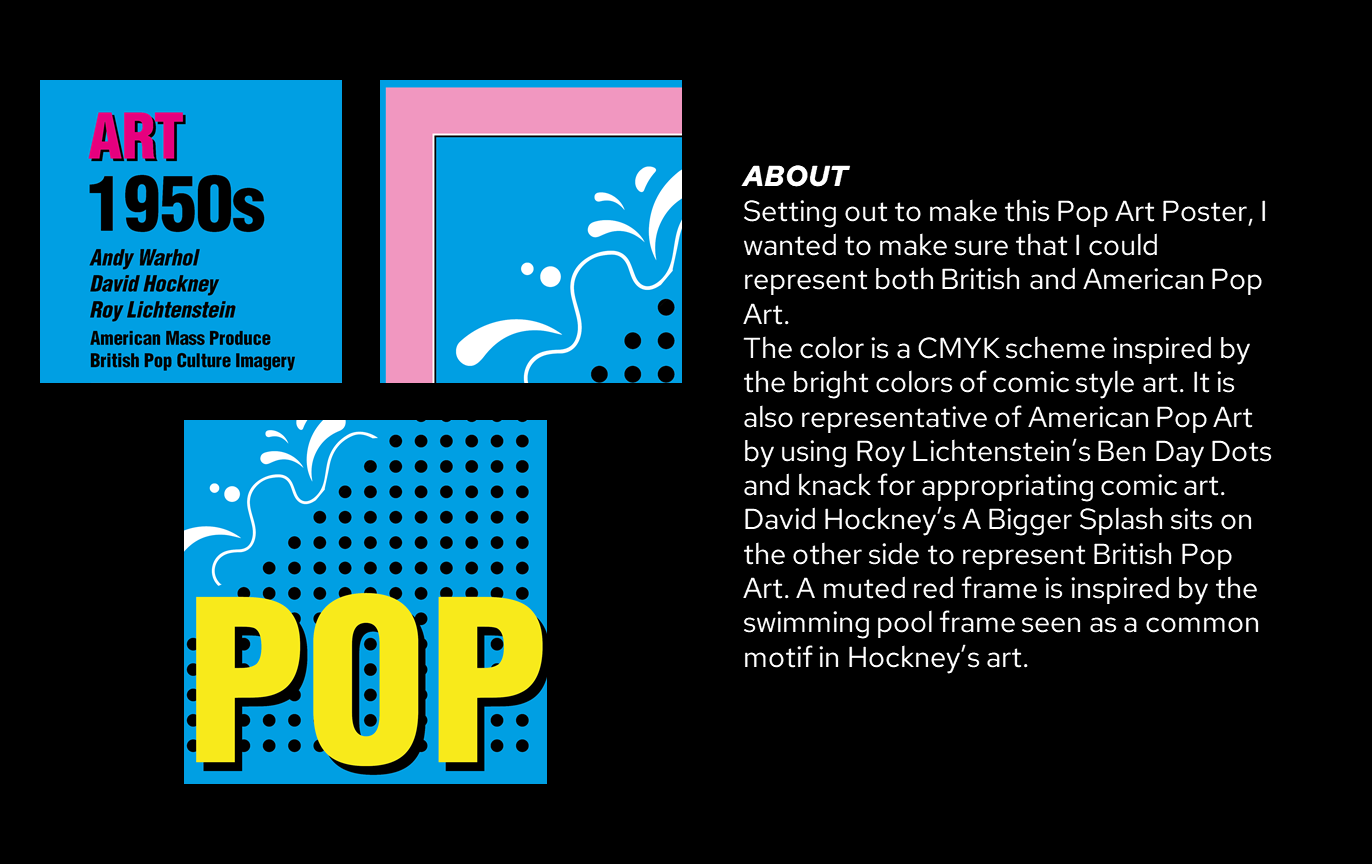 ART
1950s
Andy Warhol
David Hockney
Roy Lichtenstein
American Mass Produce
British Pop Culture Imagery
POP
ABOUT
Setting out to make this Pop Art Poster, I
wanted to make sure that I could
represent both British and American Pop
Art.
The color is a CMYK scheme inspired by
the bright colors of comic style art. It is
also representative of American Pop Art
by using Roy Lichtenstein's Ben Day Dots
and knack for appropriating comic art.
David Hockney's A Bigger Splash sits on
the other side to represent British Pop
Art. A muted red frame is inspired by the
swimming pool frame seen as a common
motif in Hockney's art.